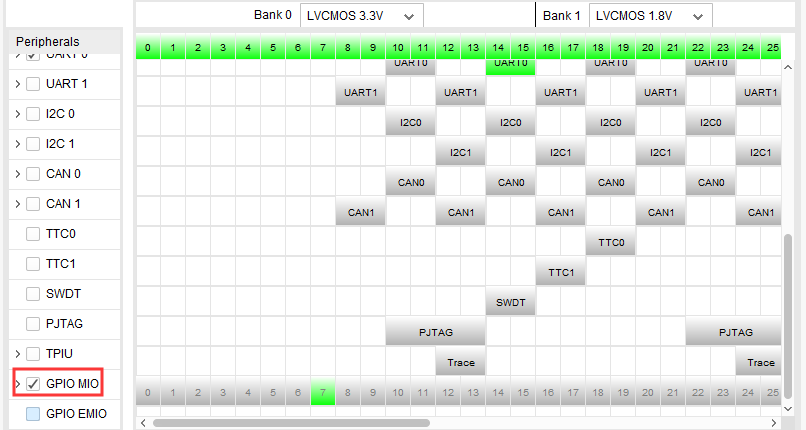 Bank 0 LVCMOS 3.3V Bank 1 LVCMOS 1.8V
Peripherals 0 1 2 3 4 5 6 7 8 9 10 11 12 13 14 15 16 17 18 19 20 21 22 23 24 25
UART 0 UART0 UART0 UART0 UART0
UART 1 UART1 UART1 UART1 UART1 UART1
I2C 0 I2C0 I2C0 I2C0 I2C0
I2C 1 I2C1 I2C1 I2C1 I2C1
CAN 0 CAN0 CAN0 CAN0 CAN0
CAN 1 CAN1 CAN1 CAN1 CAN1 CAN1
TTC0 TTC0
TTC1 TTC1
SWDT SWDT
PJTAG PJTAG PJTAG
TPIU Trace Trace
GPIO MIO 0 1 2 3 4 5 6 7 8 9 10 11 12 13 14 15 16 17 18 19 20 21 22 23 24 25
GPIO EMIO